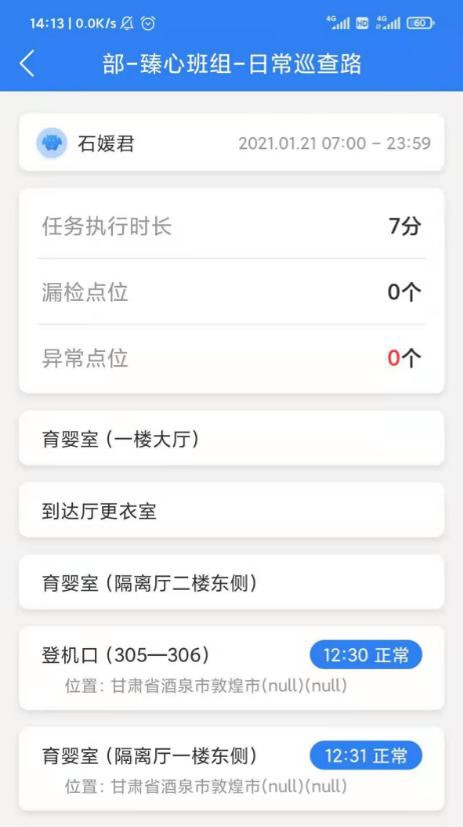 14:13 | 0.0K/s 4G HD 4G 60
部-臻心班组-日常巡查路
石媛君 2021.01.21 07:00 - 23:59
任务执行时长 7分
漏检点位 0个
异常点位 0个
育婴室 (一楼大厅)
到达厅更衣室
育婴室 (隔离厅二楼东侧)
登机口 (305—306) 12:30 正常
位置: 甘肃省酒泉市敦煌市(null)(null)
育婴室 (隔离厅一楼东侧) 12:31 正常
位置: 甘肃省酒泉市敦煌市(null)(null)